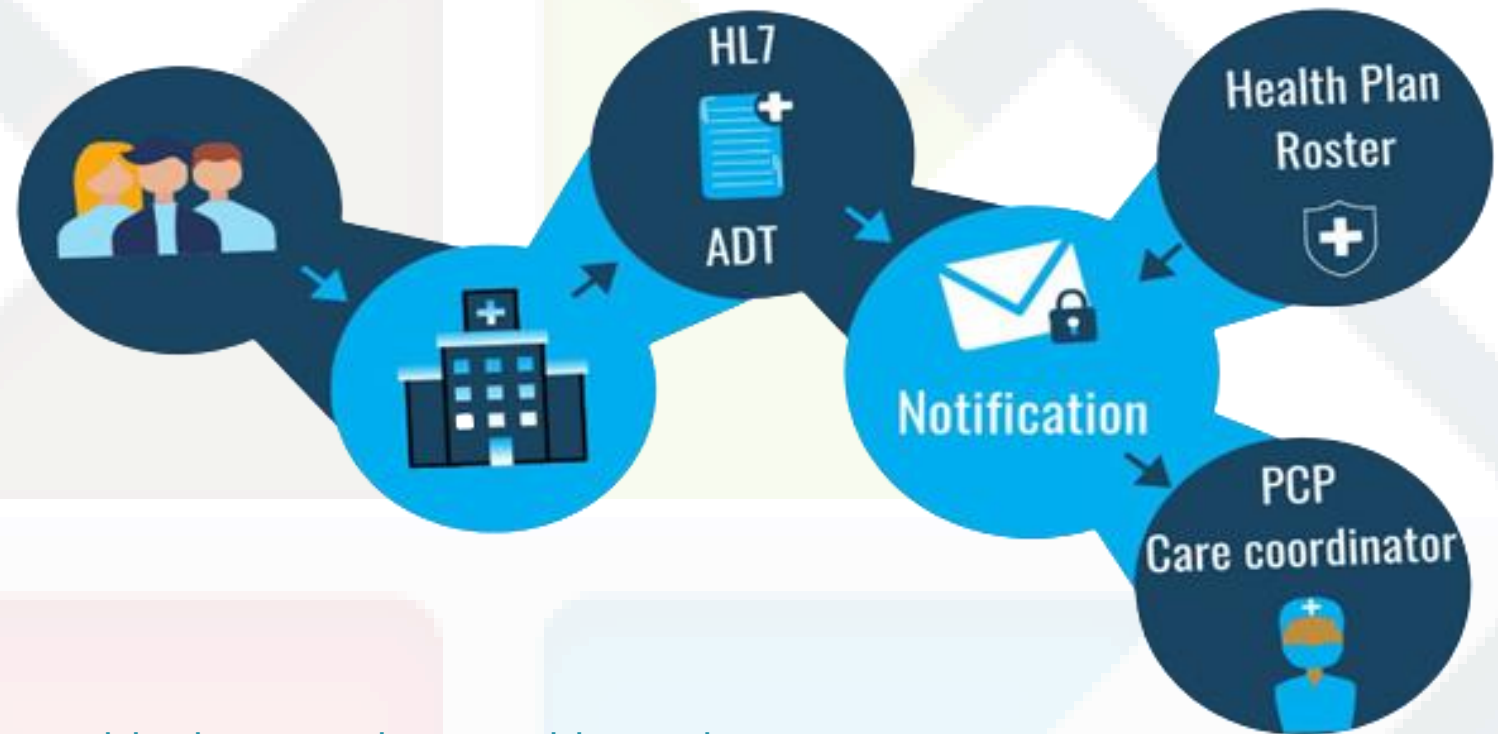 HL7
ADT
Health Plan
Roster
Notification
PCP
Care coordinator